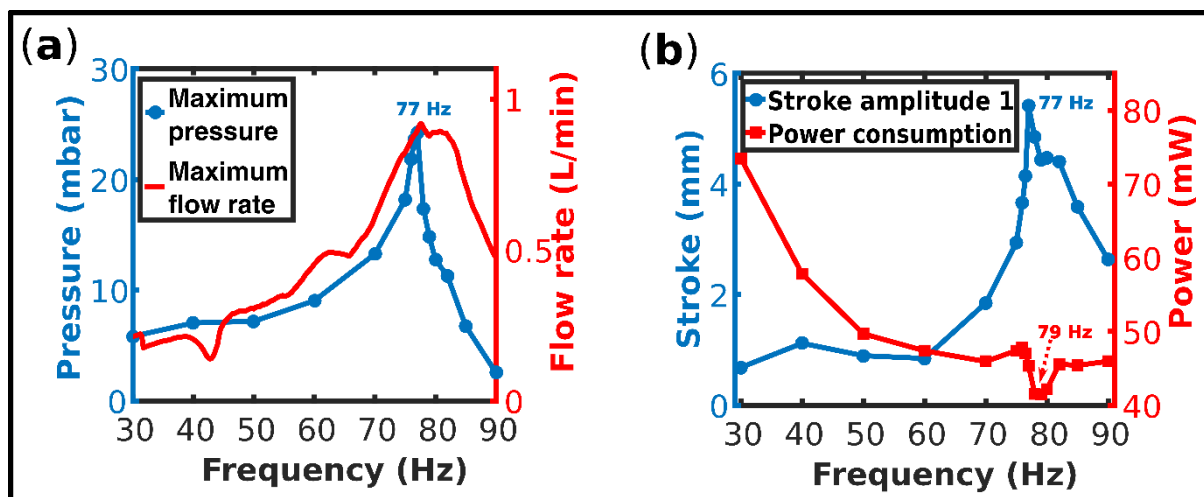 (a)
30
20
10
0
Pressure (mbar)
Maximum
pressure
Maximum
flow rate
77 Hz
1
0.5
0
Flow rate (L/min)
30 40 50 60 70 80 90
Frequency (Hz)
(b)
6
4
2
0
Stroke (mm)
Stroke amplitude 1
Power consumption
77 Hz
79 Hz
80
70
60
50
40
Power (mW)
30 40 50 60 70 80 90
Frequency (Hz)